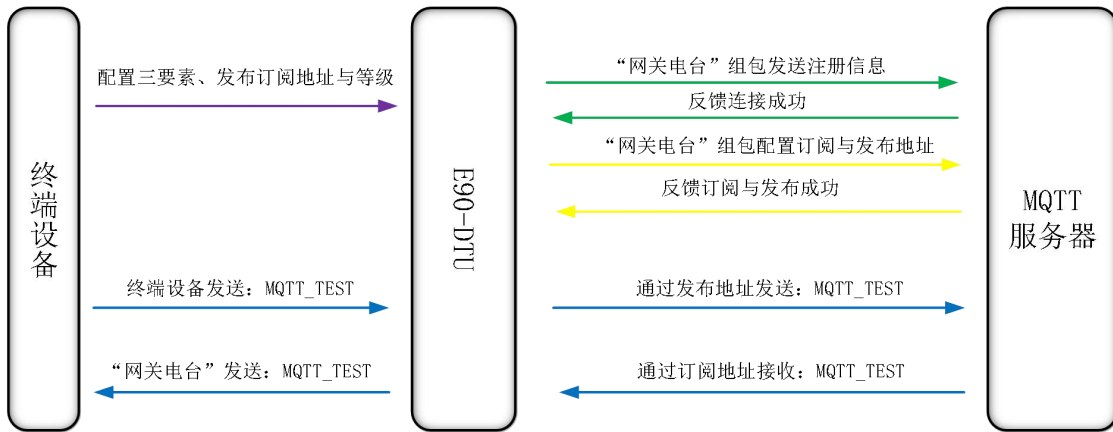 终端设备
配置三要素、发布订阅地址与等级
终端设备发送：MQTT_TEST
“网关电台”发送：MQTT_TEST
E90-DTU
“网关电台”组包发送注册信息
反馈连接成功
“网关电台”组包配置订阅与发布地址
反馈订阅与发布成功
通过发布地址发送：MQTT_TEST
通过订阅地址接收：MQTT_TEST
MQTT
服务器